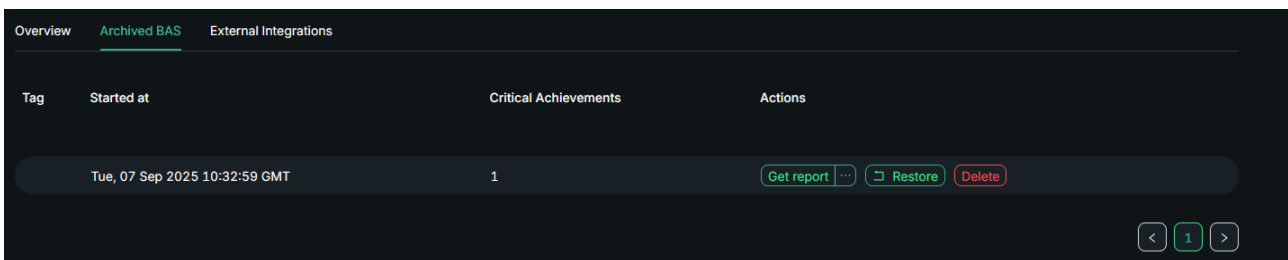 Overview Archived BAS External Integrations
Tag Started at Critical Achievements Actions
Tue, 07 Sep 2025 10:32:59 GMT 1 Get report ··· Restore Delete
< 1 >